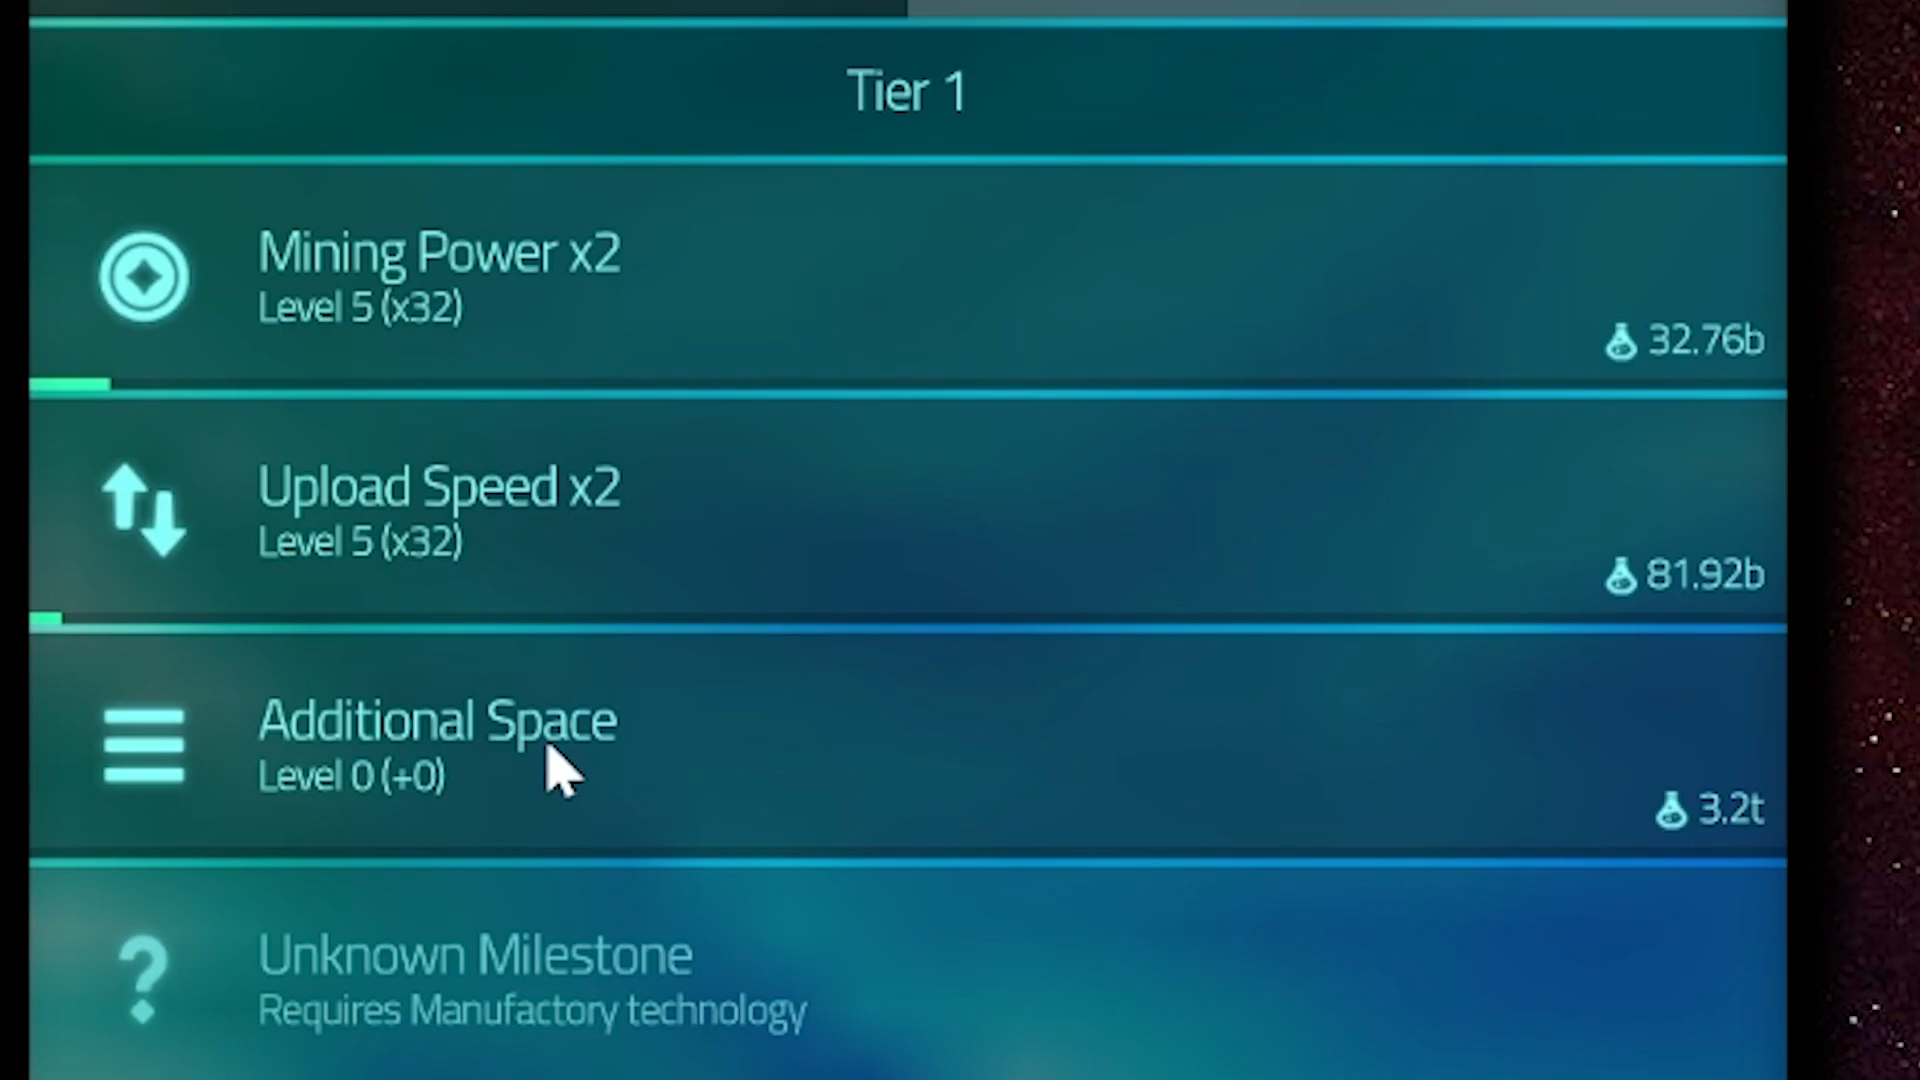 Tier 1
Mining Power x2
Level 5 (x32)
32.76b
Upload Speed x2
Level 5 (x32)
81.92b
Additional Space
Level 0 (+0)
3.2t
Unknown Milestone
Requires Manufactory technology